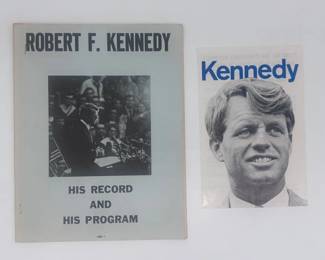 ROBERT F. KENNEDY
HIS RECORD
AND
HIS PROGRAM
Kennedy